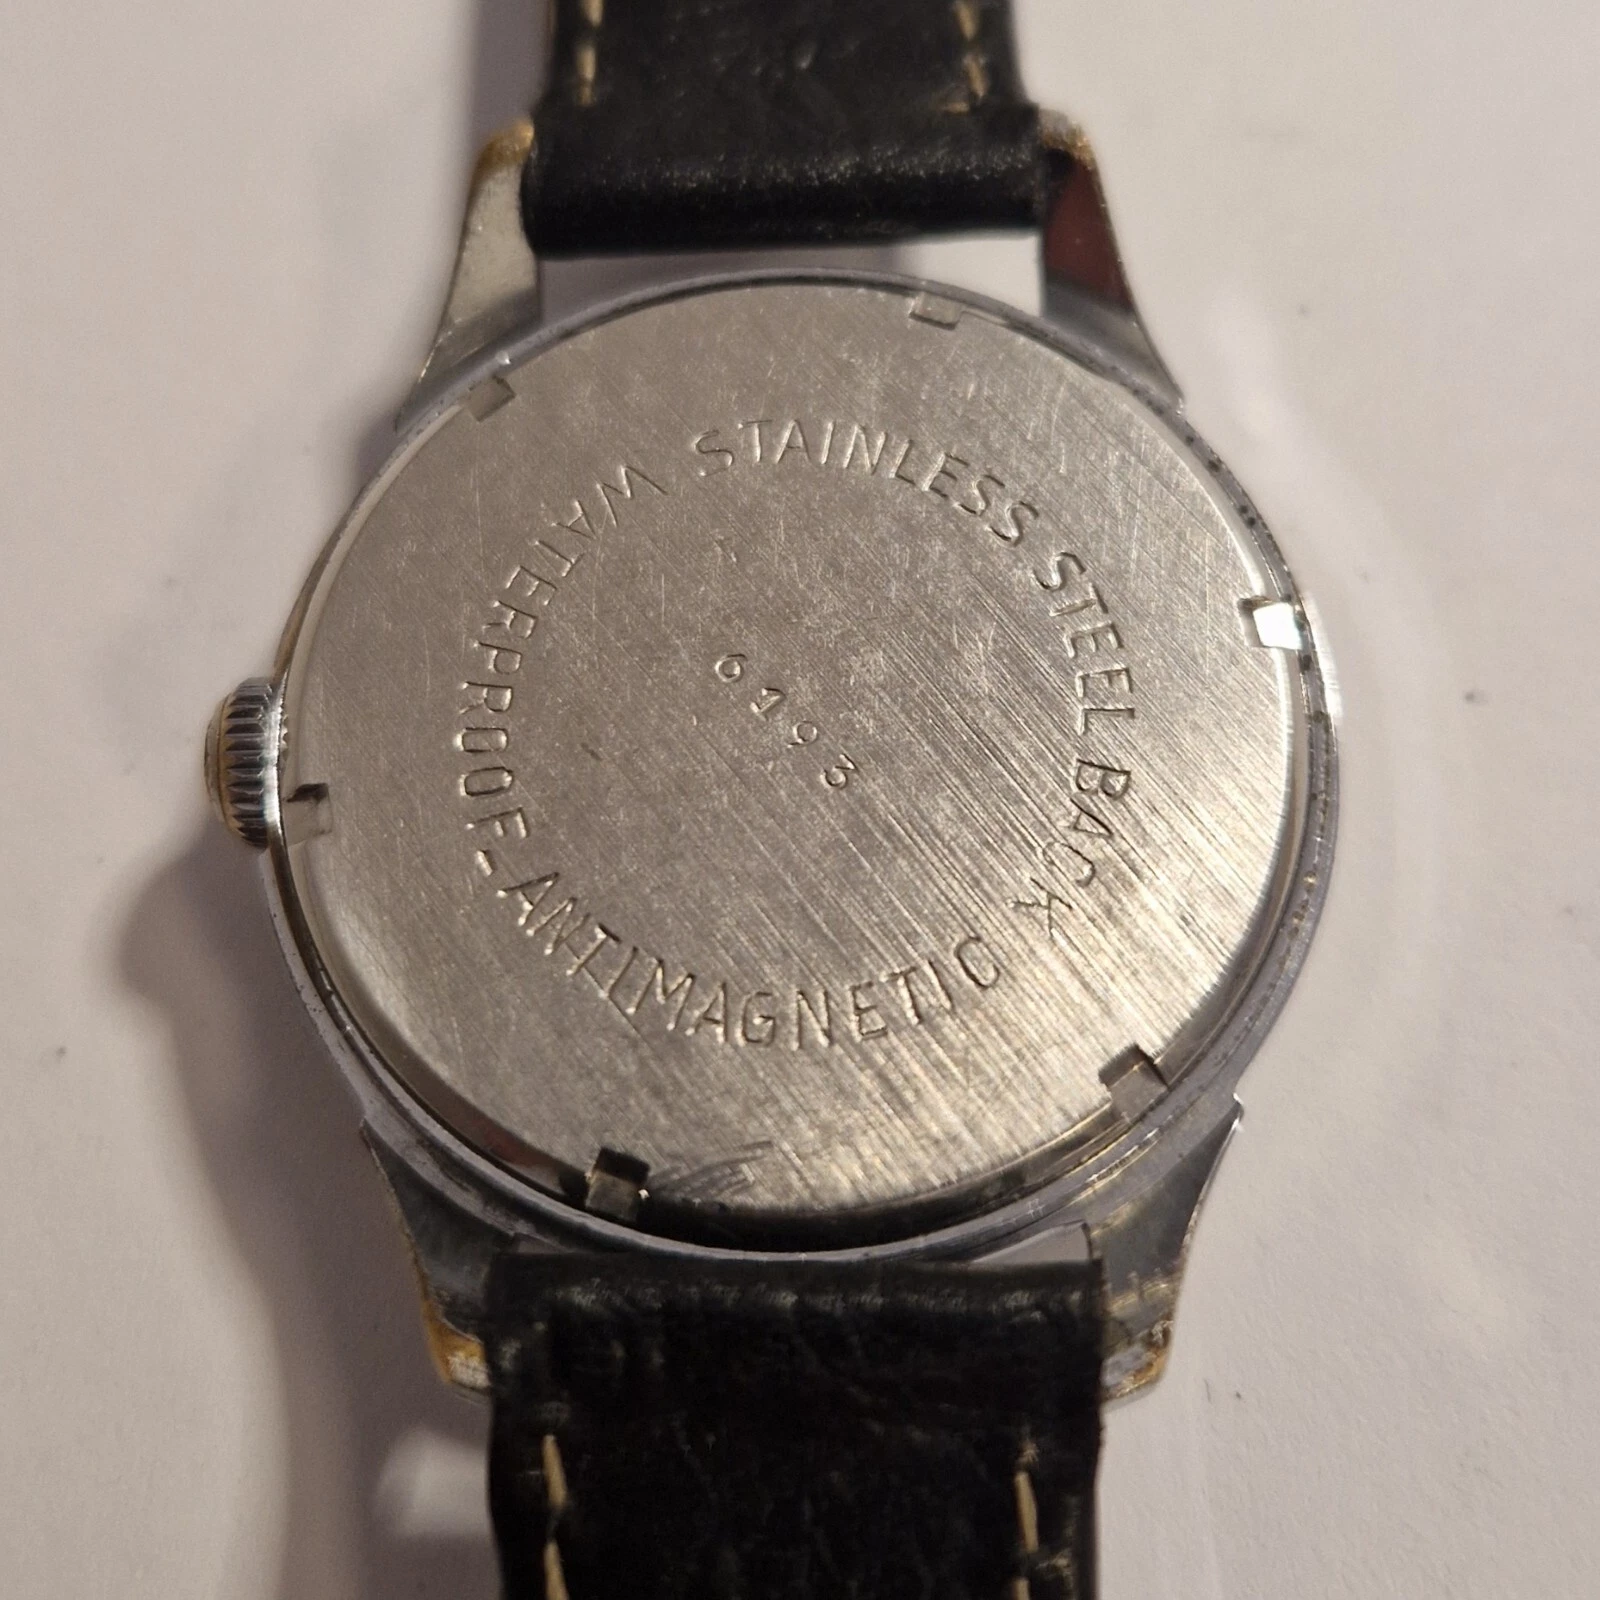 WATERPROOF-ANTIMAGNETIC
STAINLESS STEEL BACK
6193